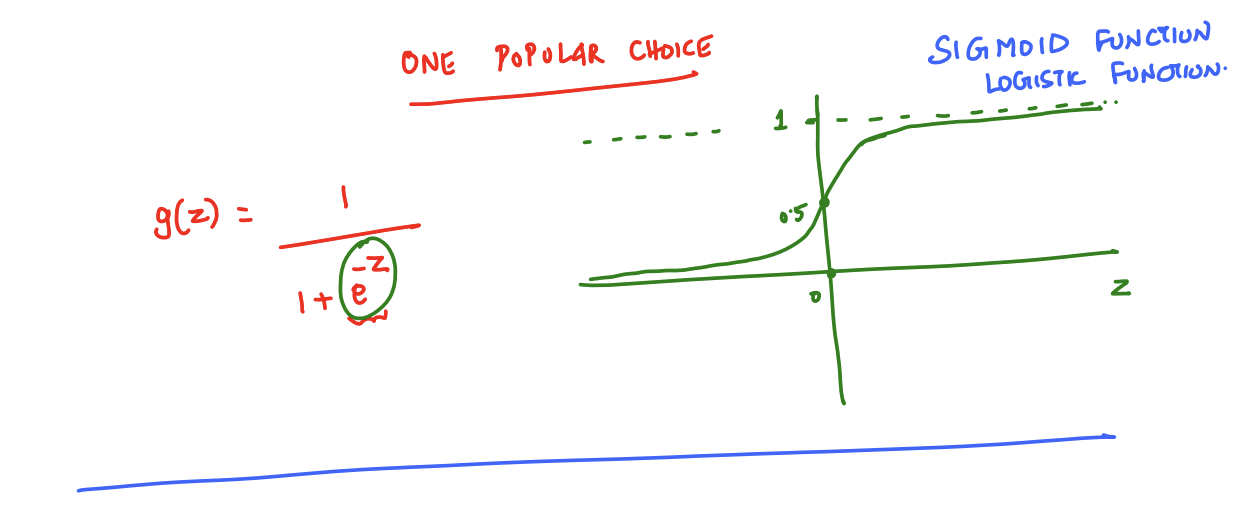 ONE POPULAR CHOICE
SIGMOID FUNCTION
LOGISTIC FUNCTION.
1
g(z) = 1 / 1 + e^-z
0.5
0
z